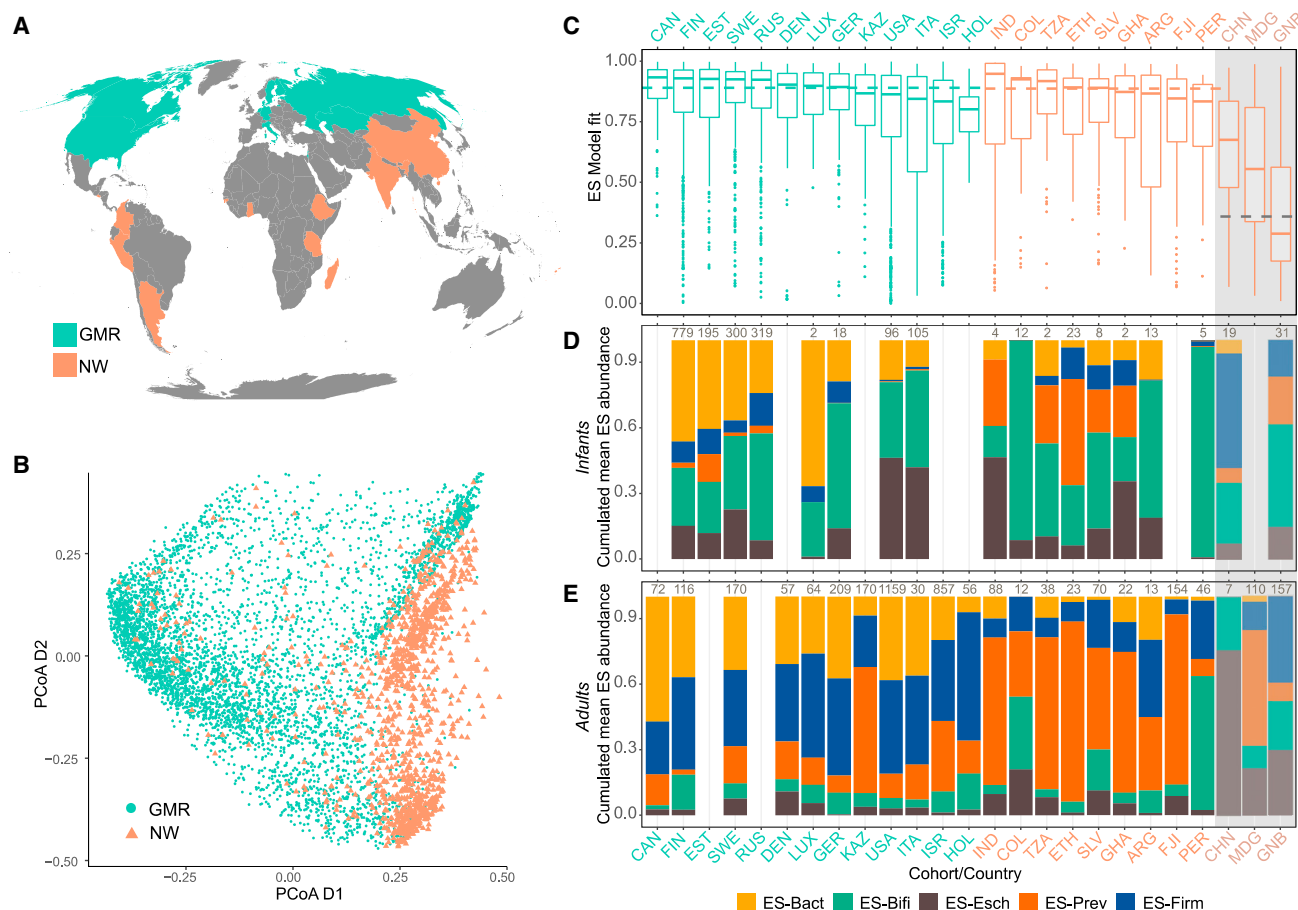 A
GMR
NW
B
PCoA D2
0.25
0.00
−0.25
−0.50
GMR
NW
−0.25
0.00
0.25
0.50
PCoA D1
C
CAN FIN EST SWE RUS DEN LUX GER KAZ USA ITA ISR HOL IND COL TZA ETH SLV GHA ARG FJI PER CHN MDG GNB
ES Model fit
1.00
0.75
0.50
0.25
0.00
D
779 195 300 319 2 18 96 105 4 12 2 23 8 2 13 5 19 31
Infants
Cumulated mean ES abundance
0.9
0.6
0.3
0.0
E
72 116 170 57 64 209 170 1159 30 857 56 88 12 38 23 70 22 13 154 46 7 110 157
Adults
Cumulated mean ES abundance
0.9
0.6
0.3
0.0
CAN FIN EST SWE RUS DEN LUX GER KAZ USA ITA ISR HOL IND COL TZA ETH SLV GHA ARG FJI PER CHN MDG GNB
Cohort/Country
ES-Bact ES-Bifi ES-Esch ES-Prev ES-Firm